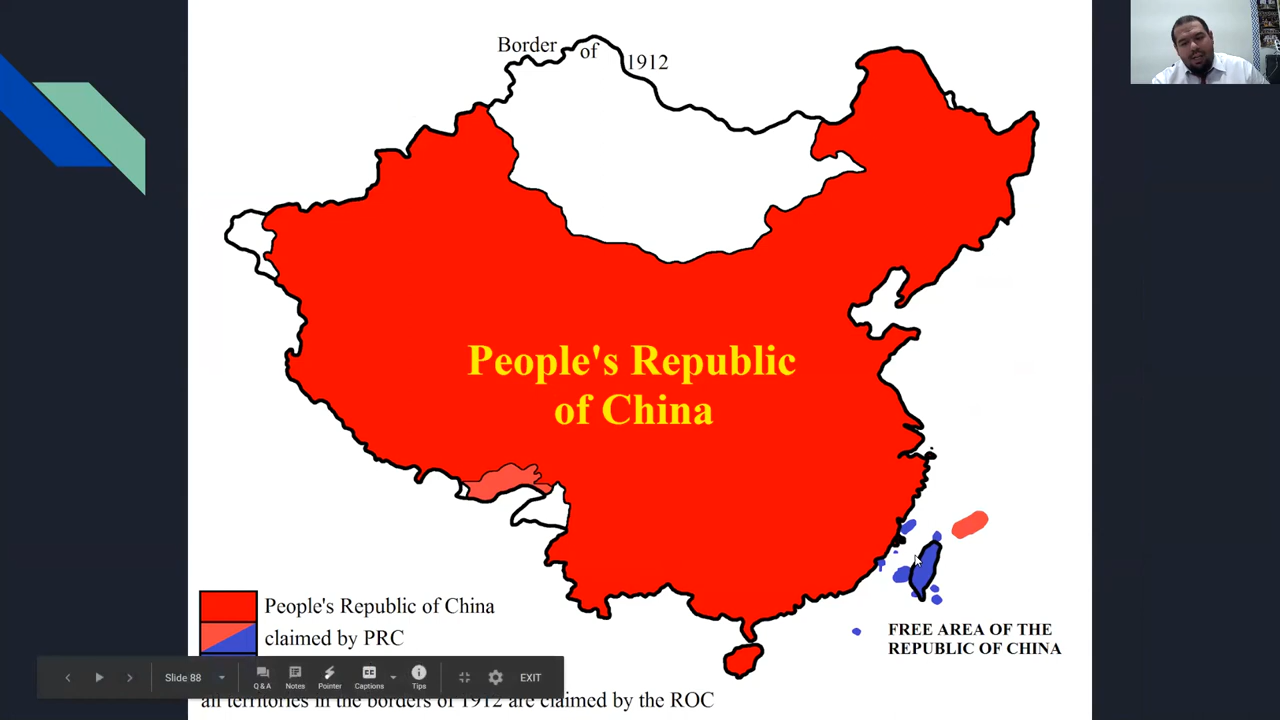 Border of 1912
People's Republic
of China
People's Republic of China
claimed by PRC
FREE AREA OF THE
REPUBLIC OF CHINA
Slide 88
Q & A
Notes
Pointer
Captions
CC
Tips
EXIT
all territories in the borders of 1912 are claimed by the ROC